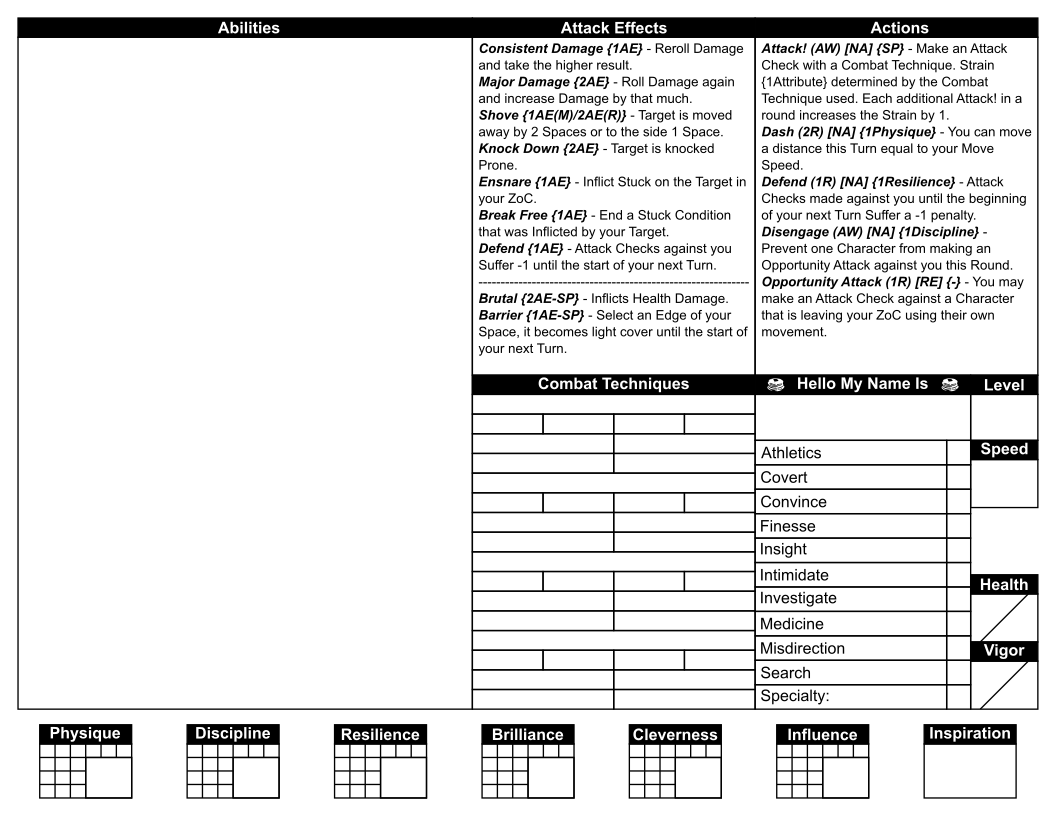 Abilities
Attack Effects
Consistent Damage {1AE} - Reroll Damage
and take the higher result.
Major Damage {2AE} - Roll Damage again
and increase Damage by that much.
Shove {1AE(M)/2AE(R)} - Target is moved
away by 2 Spaces or to the side 1 Space.
Knock Down {2AE} - Target is knocked
Prone.
Ensnare {1AE} - Inflict Stuck on the Target in
your ZoC.
Break Free {1AE} - End a Stuck Condition
that was Inflicted by your Target.
Defend {1AE} - Attack Checks against you
Suffer -1 until the start of your next Turn.
------------------------------------------------------------
Brutal {2AE-SP} - Inflicts Health Damage.
Barrier {1AE-SP} - Select an Edge of your
Space, it becomes light cover until the start of
your next Turn.
Actions
Attack! (AW) [NA] {SP} - Make an Attack
Check with a Combat Technique. Strain
{1Attribute} determined by the Combat
Technique used. Each additional Attack! in a
round increases the Strain by 1.
Dash (2R) [NA] {1Physique} - You can move
a distance this Turn equal to your Move
Speed.
Defend (1R) [NA] {1Resilience} - Attack
Checks made against you until the beginning
of your next Turn Suffer a -1 penalty.
Disengage (AW) [NA] {1Discipline} -
Prevent one Character from making an
Opportunity Attack against you this Round.
Opportunity Attack (1R) [RE] {-} - You may
make an Attack Check against a Character
that is leaving your ZoC using their own
movement.
Combat Techniques
Hello My Name Is
Level
Speed
Athletics
Covert
Convince
Finesse
Insight
Intimidate
Investigate
Medicine
Misdirection
Search
Specialty:
Health
Vigor
Physique
Discipline
Resilience
Brilliance
Cleverness
Influence
Inspiration